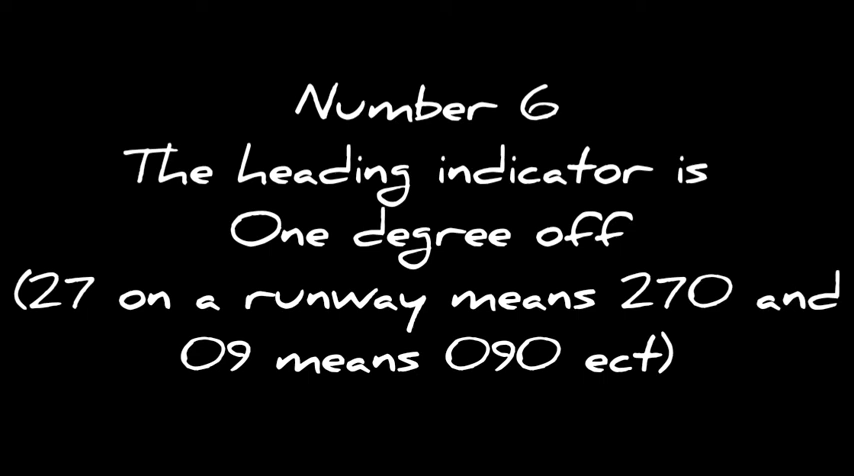 Number 6
The heading indicator is
One degree off
(27 on a runway means 270 and
09 means 090 ect)